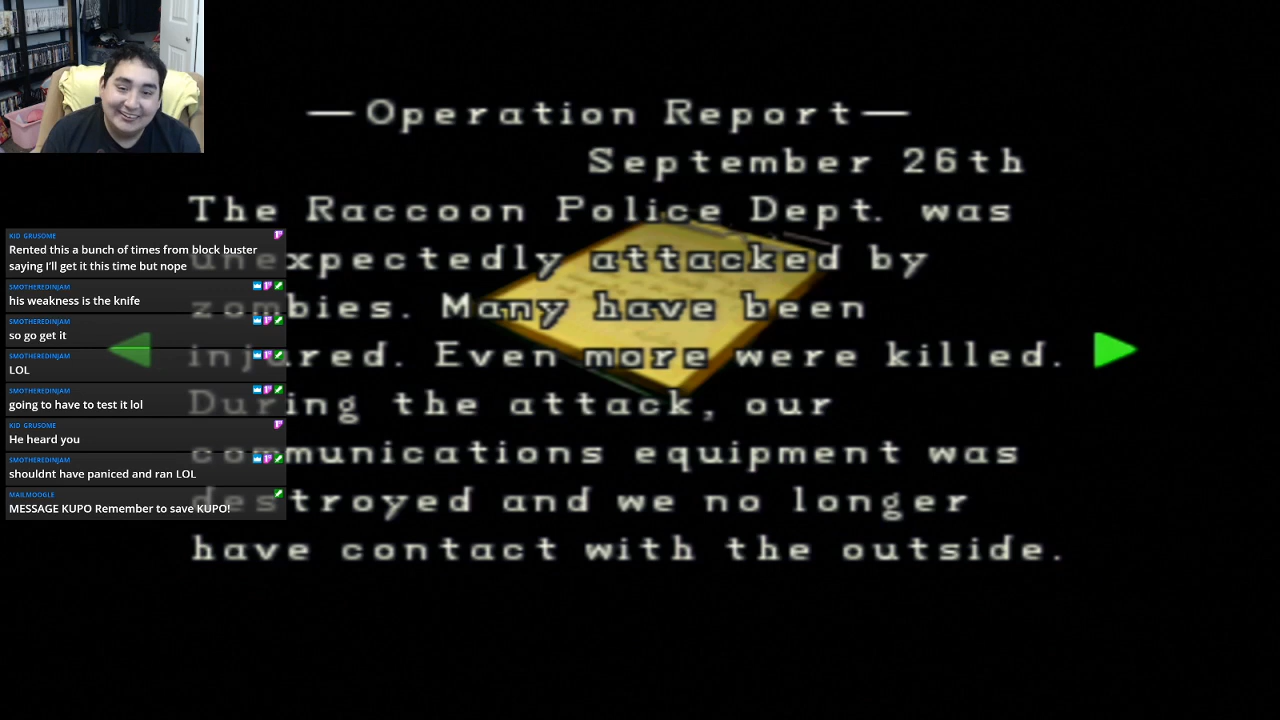 —Operation Report—
September 26th
The Raccoon Police Dept. was
unexpectedly attacked by
zombies. Many have been
injured. Even more were killed.
During the attack, our
communications equipment was
destroyed and we no longer
have contact with the outside.
KID GRUSOME
Rented this a bunch of times from block buster
saying I'll get it this time but nope
SMOTHEREDINJAM
his weakness is the knife
SMOTHEREDINJAM
so go get it
SMOTHEREDINJAM
LOL
SMOTHEREDINJAM
going to have to test it lol
KID GRUSOME
He heard you
SMOTHEREDINJAM
shouldnt have paniced and ran LOL
MAILMOOGLE
MESSAGE KUPO Remember to save KUPO!